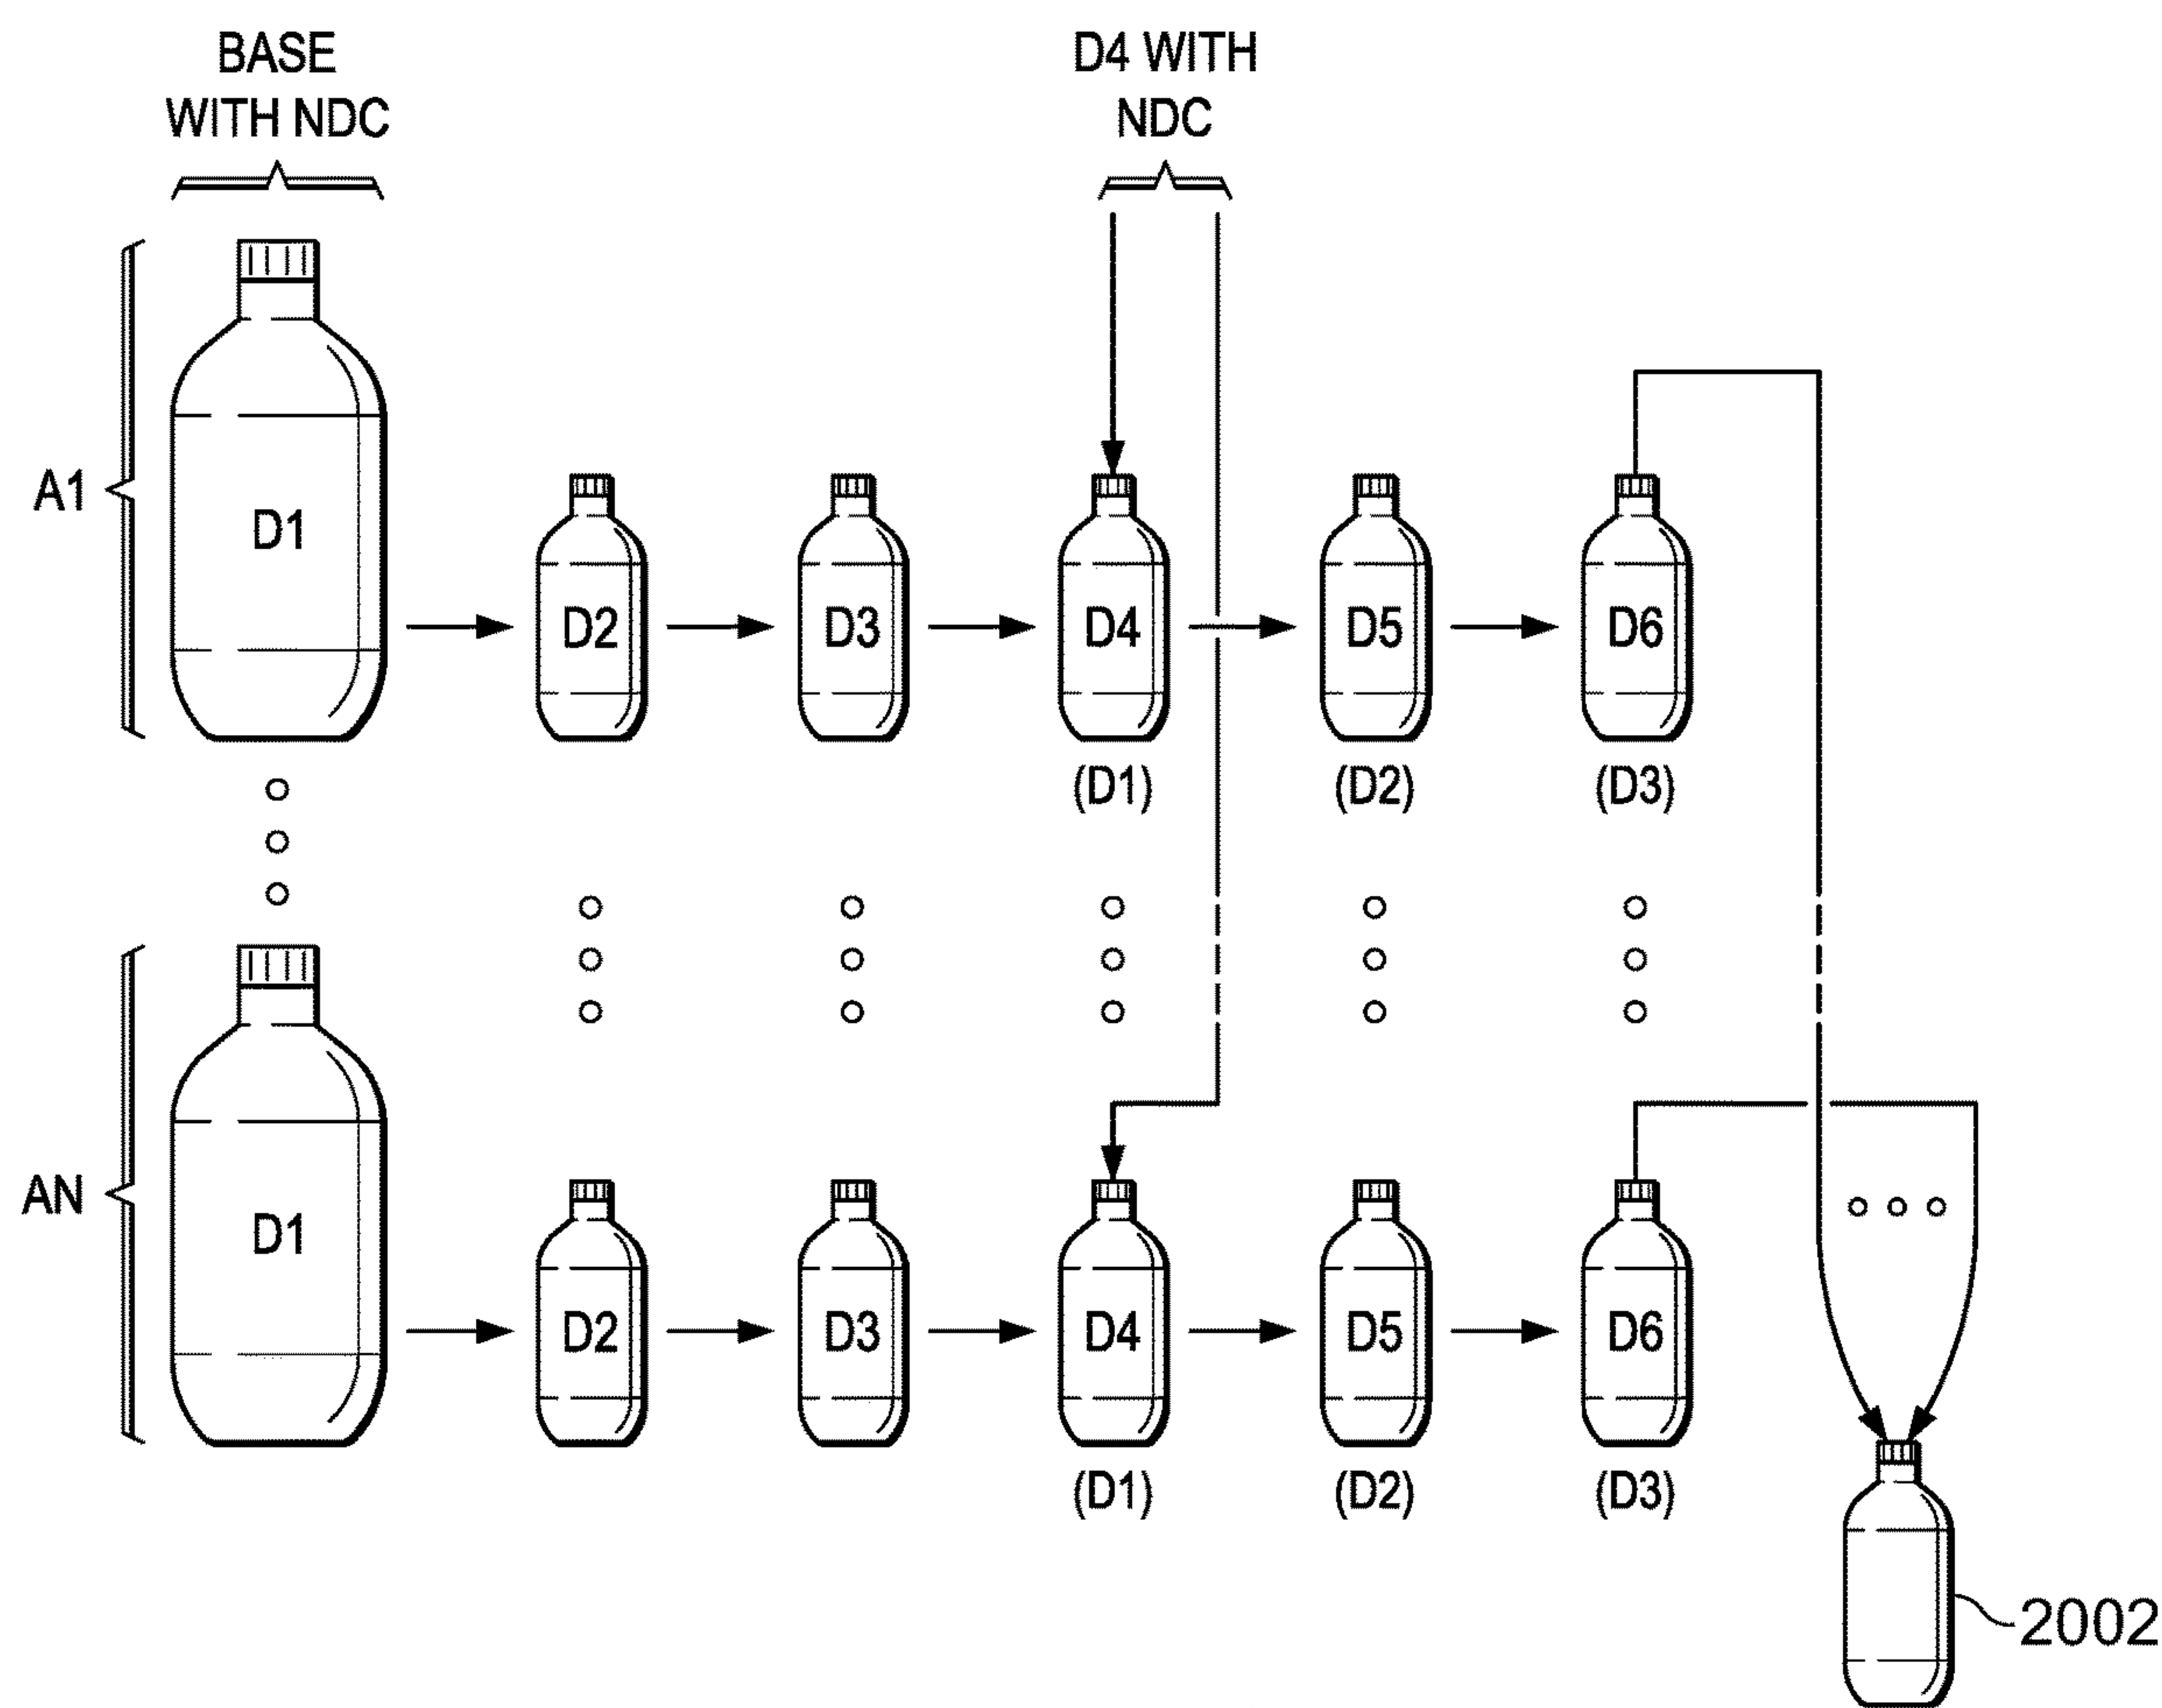 BASE
WITH NDC
D4 WITH
NDC
A1
D1
D2
D3
D4
D5
D6
(D1)
(D2)
(D3)
AN
D1
D2
D3
D4
D5
D6
(D1)
(D2)
(D3)
2002